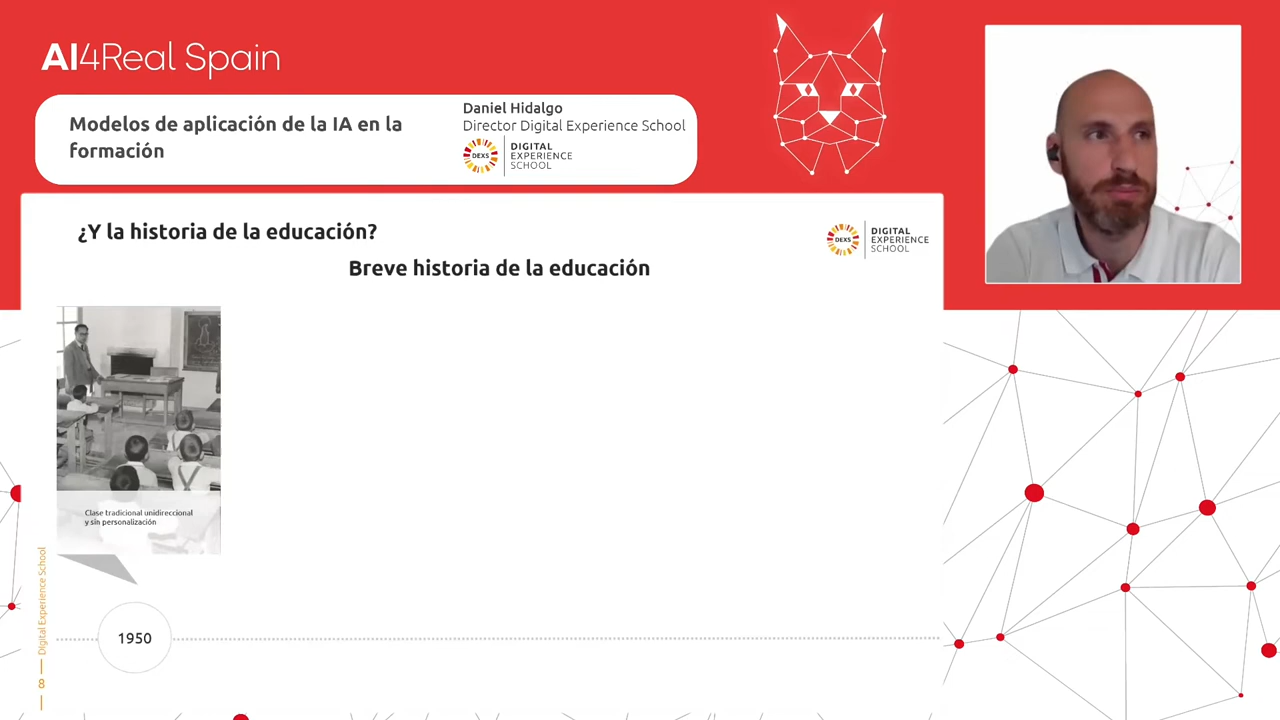 AI4Real Spain
Modelos de aplicación de la IA en la
formación
Daniel Hidalgo
Director Digital Experience School
DEXS
DIGITAL
EXPERIENCE
SCHOOL
¿Y la historia de la educación?
DEXS
DIGITAL
EXPERIENCE
SCHOOL
Breve historia de la educación
Clase tradicional unidireccional
y sin personalización
1950
Digital Experience School
8